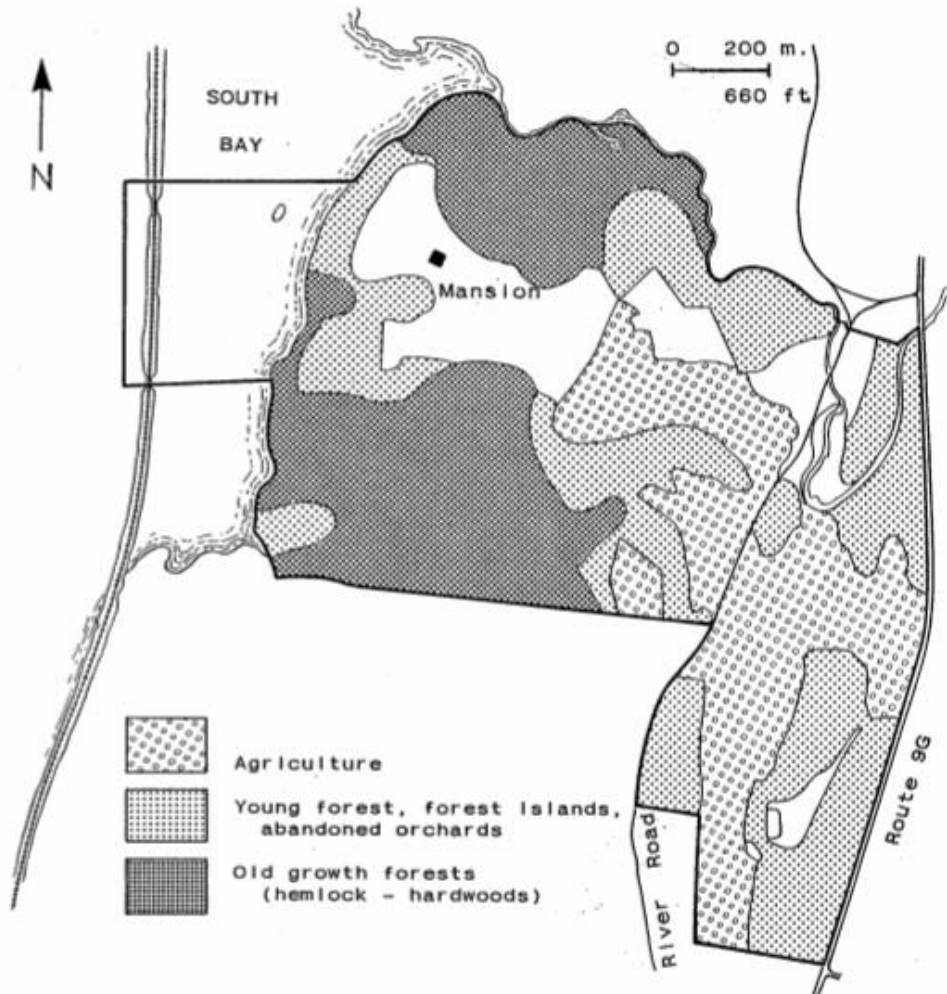 0 200 m.
660 ft.
SOUTH
BAY
N
Mansion
Agriculture
Young forest, forest islands,
abandoned orchards
Old growth forests
(hemlock - hardwoods)
River Road
Route 9G